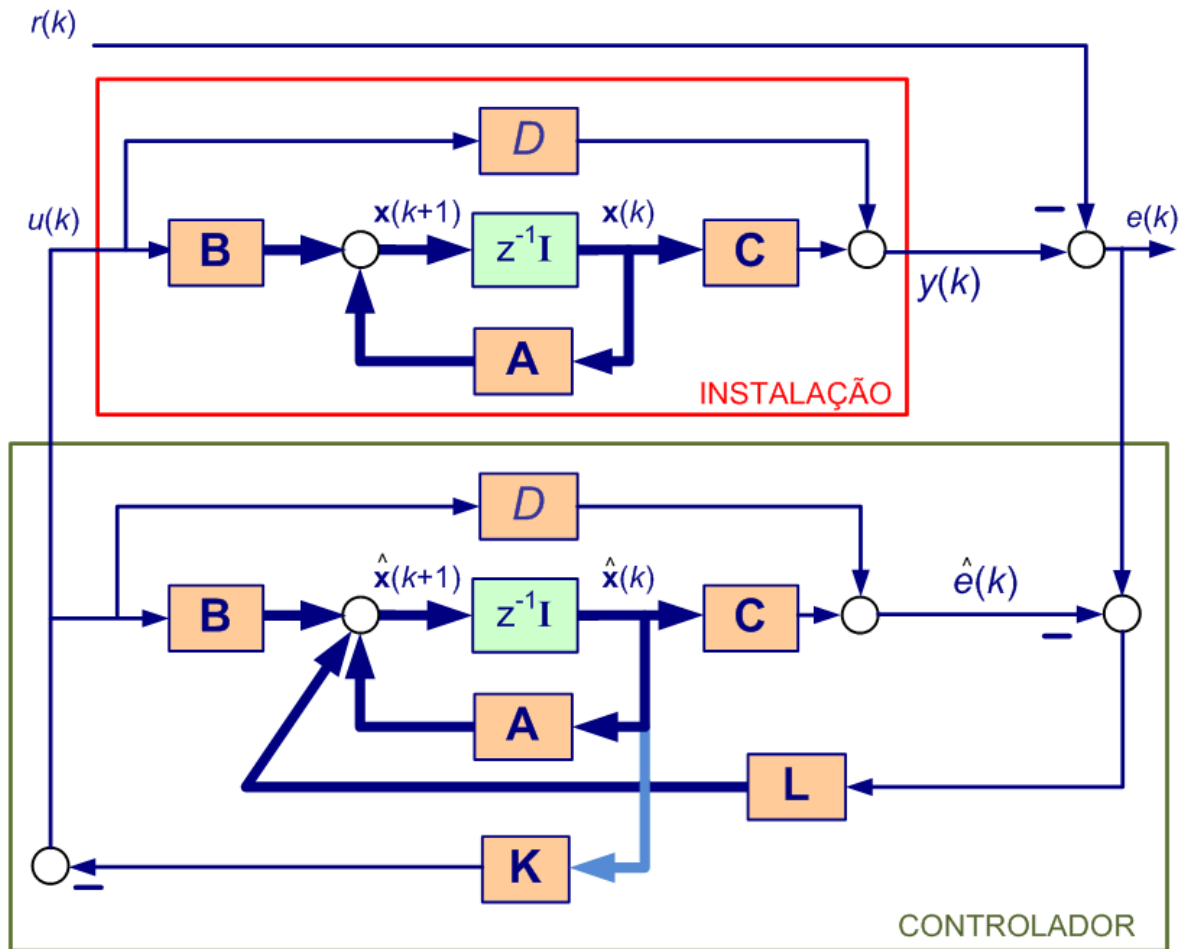 r(k)
D
u(k)
B
x(k+1)
z⁻¹I
x(k)
C
−
e(k)
y(k)
A
INSTALAÇÃO
D
B
x̂(k+1)
z⁻¹I
x̂(k)
C
ê(k)
−
A
L
K
−
CONTROLADOR